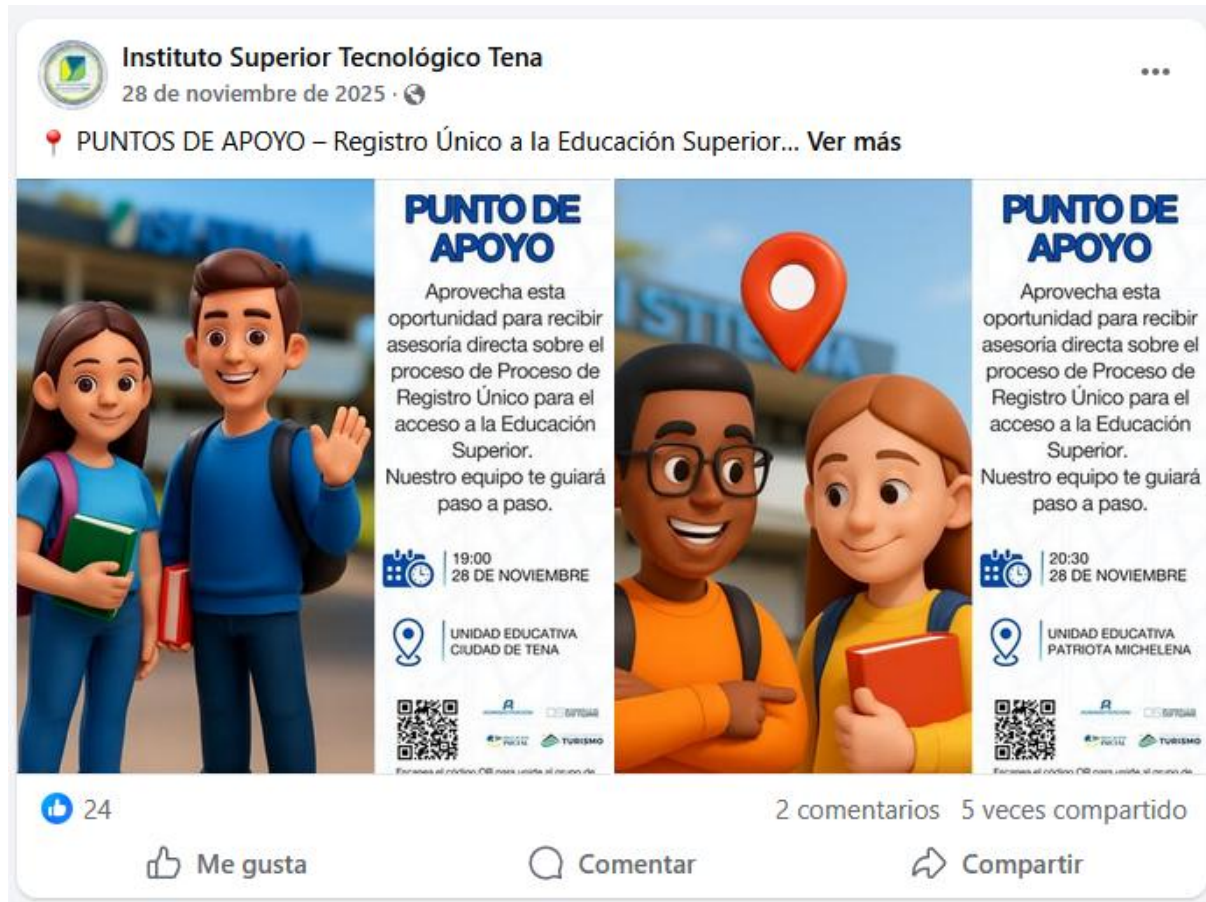 Instituto Superior Tecnológico Tena
28 de noviembre de 2025 ·
PUNTOS DE APOYO – Registro Único a la Educación Superior... Ver más
PUNTO DE
APOYO
Aprovecha esta
oportunidad para recibir
asesoría directa sobre el
proceso de Proceso de
Registro Único para el
acceso a la Educación
Superior.
Nuestro equipo te guiará
paso a paso.
19:00
28 DE NOVIEMBRE
UNIDAD EDUCATIVA
CIUDAD DE TENA
TURISMO
PUNTO DE
APOYO
Aprovecha esta
oportunidad para recibir
asesoría directa sobre el
proceso de Proceso de
Registro Único para el
acceso a la Educación
Superior.
Nuestro equipo te guiará
paso a paso.
20:30
28 DE NOVIEMBRE
UNIDAD EDUCATIVA
PATRIOTA MICHELENA
TURISMO
24
2 comentarios 5 veces compartido
Me gusta
Comentar
Compartir